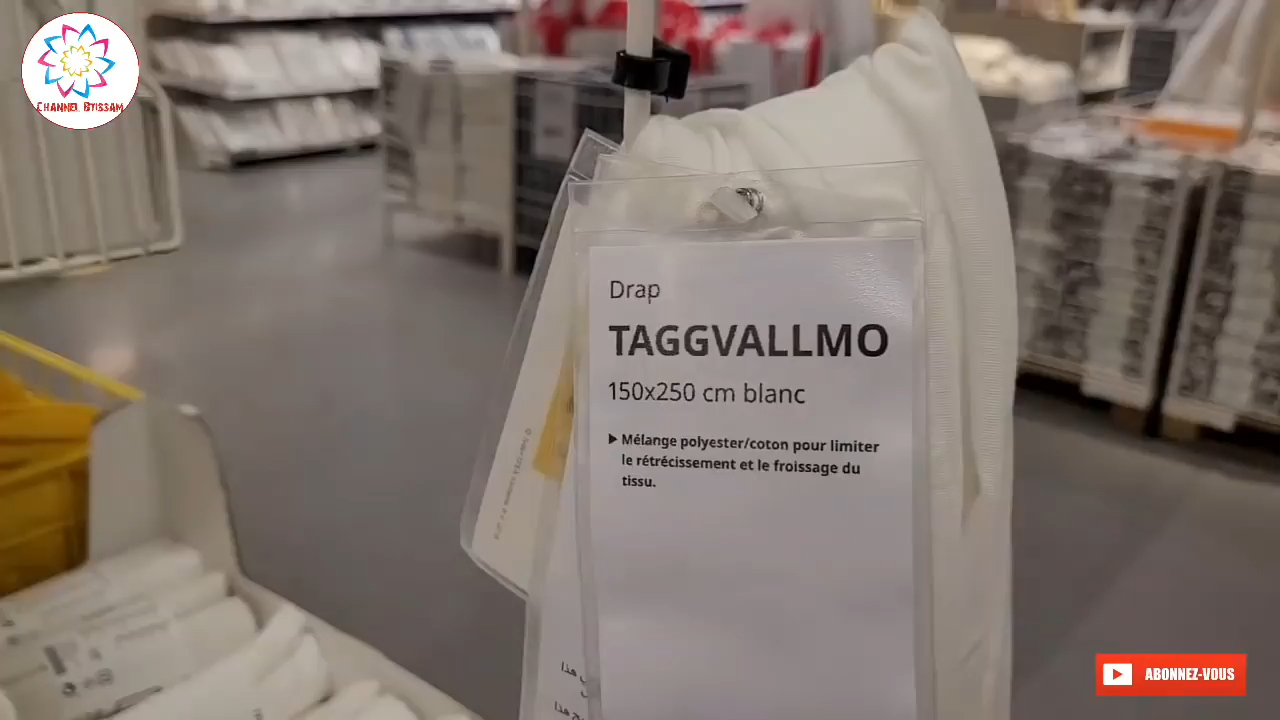 CHANNEL BTISSAM
Drap
TAGGVALLMO
150x250 cm blanc
▶ Mélange polyester/coton pour limiter
le rétrécissement et le froissage du
tissu.
هذا
ABONNEZ-VOUS